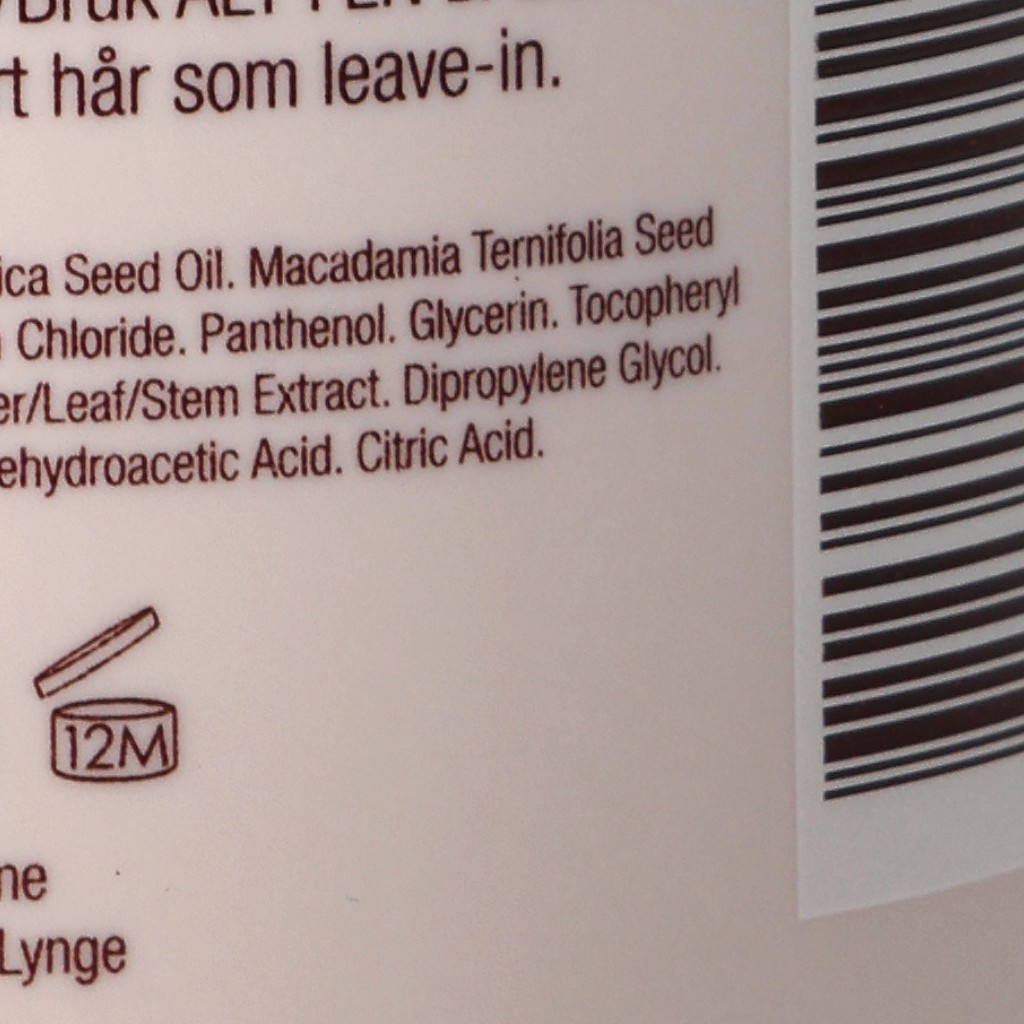 rt hår som leave-in.
ica Seed Oil. Macadamia Ternifolia Seed
Chloride. Panthenol. Glycerin. Tocopheryl
er/Leaf/Stem Extract. Dipropylene Glycol.
ehydroacetic Acid. Citric Acid.
12M
ne
Lynge